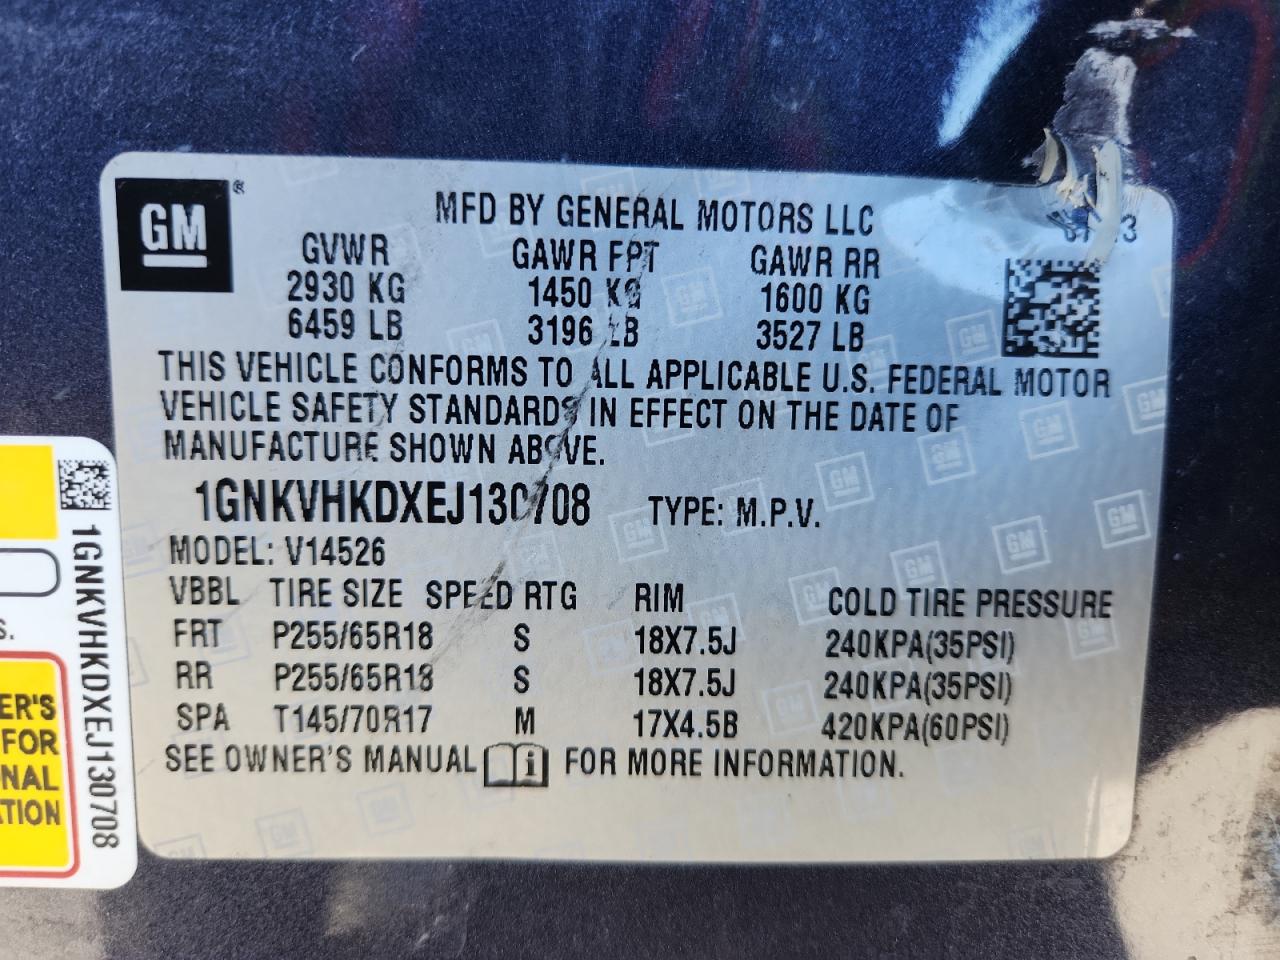 GM ®
MFD BY GENERAL MOTORS LLC
GVWR GAWR FRT GAWR RR
2930 KG 1450 KG 1600 KG
6459 LB 3196 LB 3527 LB
THIS VEHICLE CONFORMS TO ALL APPLICABLE U.S. FEDERAL MOTOR
VEHICLE SAFETY STANDARDS IN EFFECT ON THE DATE OF
MANUFACTURE SHOWN ABOVE.
1GNKVHKDXEJ130708 TYPE: M.P.V.
MODEL: V14526
VBBL TIRE SIZE SPEED RTG RIM COLD TIRE PRESSURE
FRT P255/65R18 S 18X7.5J 240KPA(35PSI)
RR P255/65R18 S 18X7.5J 240KPA(35PSI)
SPA T145/70R17 M 17X4.5B 420KPA(60PSI)
SEE OWNER'S MANUAL i FOR MORE INFORMATION.
1GNKVHKDXEJ130708
S.
ER'S
FOR
NAL
ATION